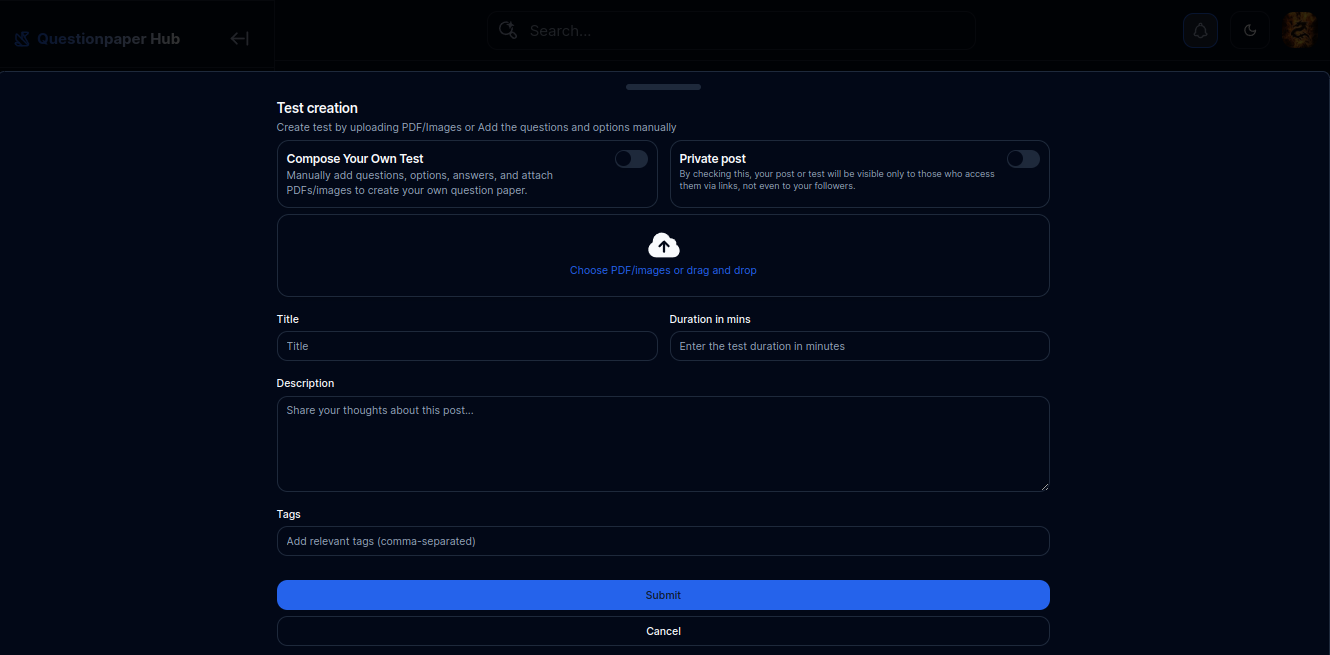 Questionpaper Hub
Search...
Test creation
Create test by uploading PDF/Images or Add the questions and options manually
Compose Your Own Test
Manually add questions, options, answers, and attach
PDFs/images to create your own question paper.
Private post
By checking this, your post or test will be visible only to those who access
them via links, not even to your followers.
Choose PDF/images or drag and drop
Title
Title
Duration in mins
Enter the test duration in minutes
Description
Share your thoughts about this post...
Tags
Add relevant tags (comma-separated)
Submit
Cancel